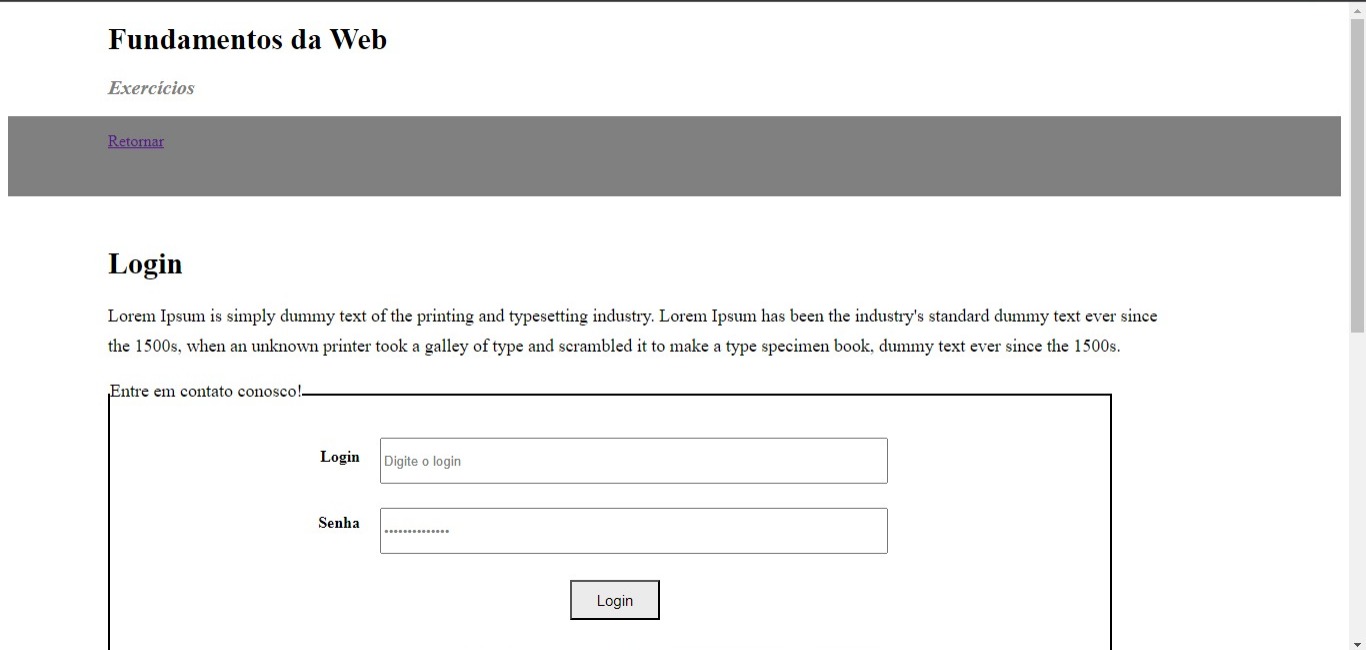 Fundamentos da Web
Exercícios
Retornar
Login
Lorem Ipsum is simply dummy text of the printing and typesetting industry. Lorem Ipsum has been the industry's standard dummy text ever since
the 1500s, when an unknown printer took a galley of type and scrambled it to make a type specimen book, dummy text ever since the 1500s.
Entre em contato conosco!
Login
Digite o login
Senha
••••••••••••••
Login